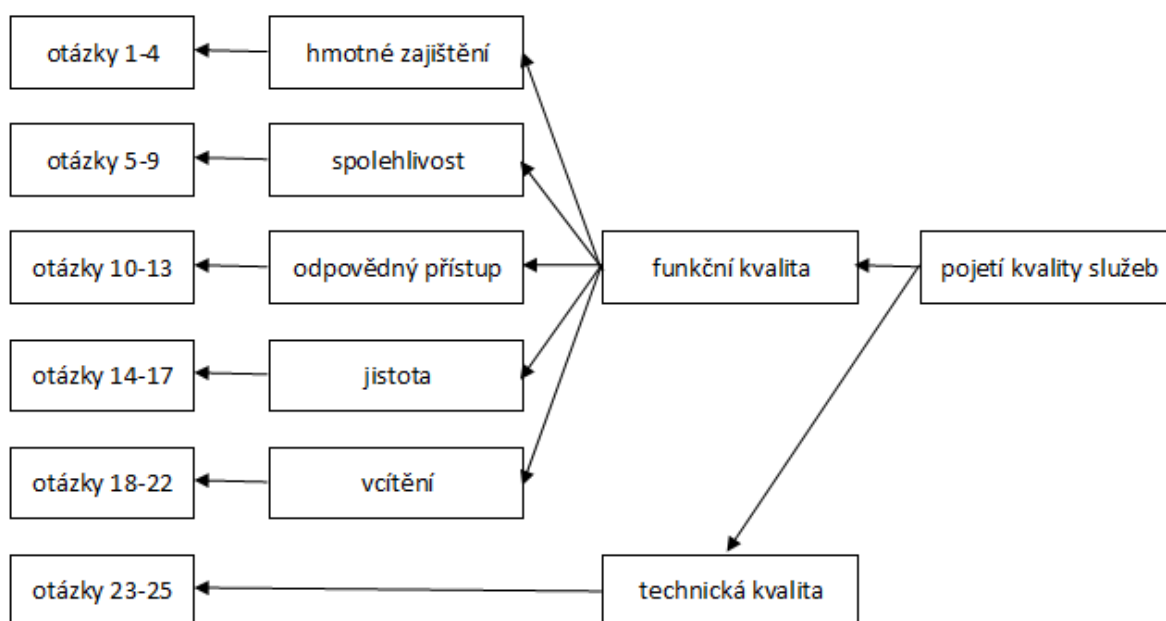 otázky 1-4
hmotné zajištění
otázky 5-9
spolehlivost
otázky 10-13
odpovědný přístup
funkční kvalita
pojetí kvality služeb
otázky 14-17
jistota
otázky 18-22
vcítění
otázky 23-25
technická kvalita